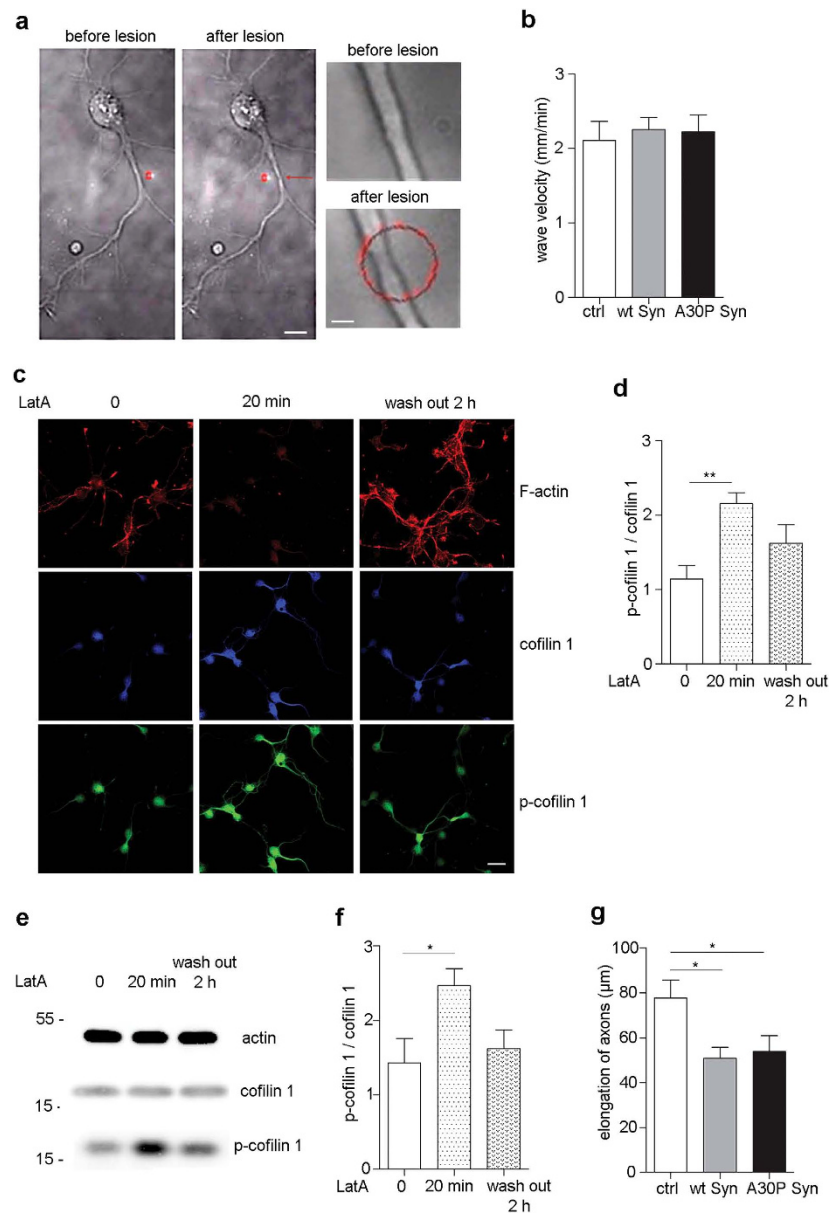 a
before lesion after lesion
before lesion
after lesion
b
wave velocity (mm/min)
3
2
1
0
ctrl wt Syn A30P Syn
c
LatA 0 20 min wash out 2 h
F-actin
cofilin 1
p-cofilin 1
d
p-cofilin 1 / cofilin 1
3
2
1
0
**
LatA 0 20 min wash out
2 h
e
wash out
LatA 0 20 min 2 h
55 -
actin
cofilin 1
15 -
p-cofilin 1
15 -
f
p-cofilin 1 / cofilin 1
3
2
1
0
*
LatA 0 20 min wash out
2 h
g
elongation of axons (µm)
100
80
60
40
20
0
*
*
ctrl wt Syn A30P Syn